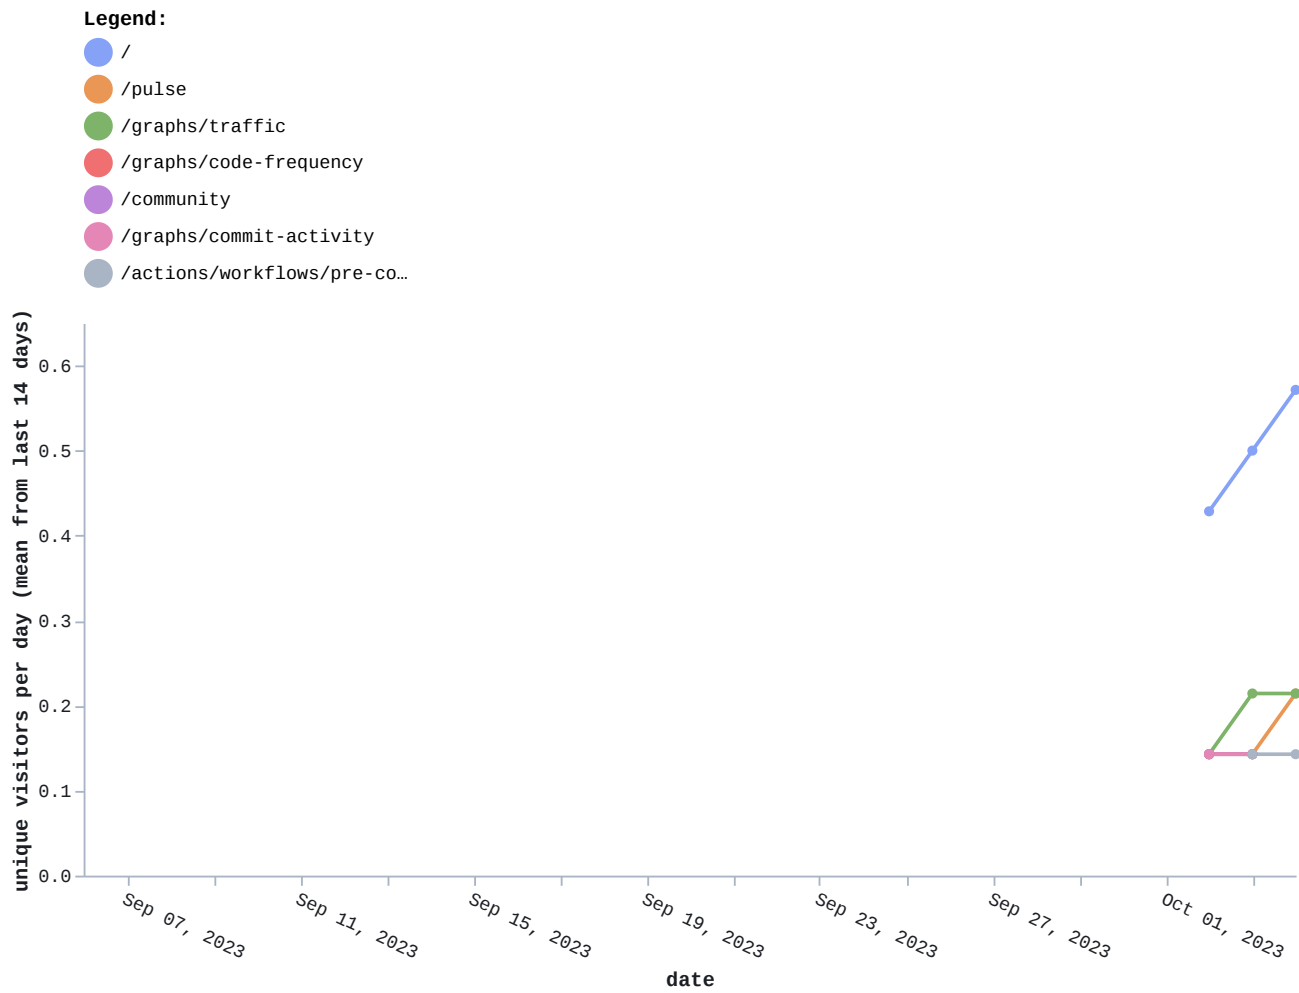 Legend:
/
/pulse
/graphs/traffic
/graphs/code-frequency
/community
/graphs/commit-activity
/actions/workflows/pre-co…
unique visitors per day (mean from last 14 days)
0.6
0.5
0.4
0.3
0.2
0.1
0.0
Sep 07, 2023
Sep 11, 2023
Sep 15, 2023
Sep 19, 2023
Sep 23, 2023
Sep 27, 2023
Oct 01, 2023
date